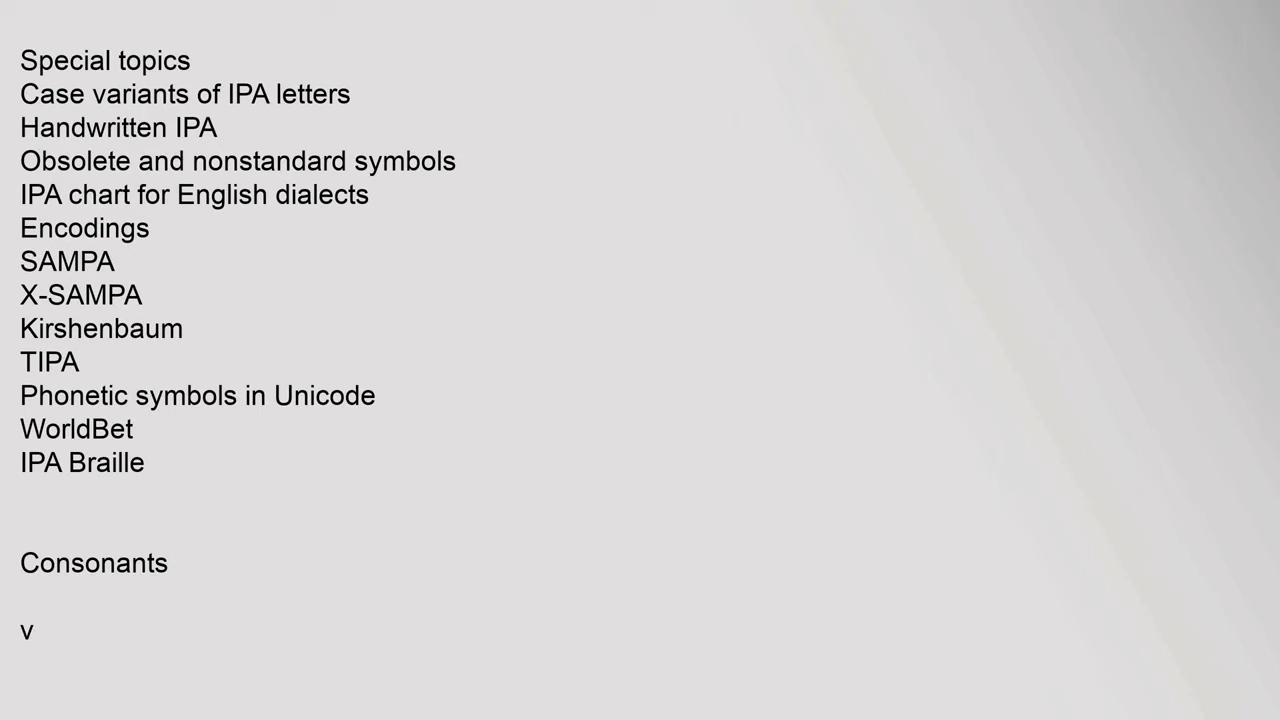 Special topics
Case variants of IPA letters
Handwritten IPA
Obsolete and nonstandard symbols
IPA chart for English dialects
Encodings
SAMPA
X-SAMPA
Kirshenbaum
TIPA
Phonetic symbols in Unicode
WorldBet
IPA Braille
Consonants
v